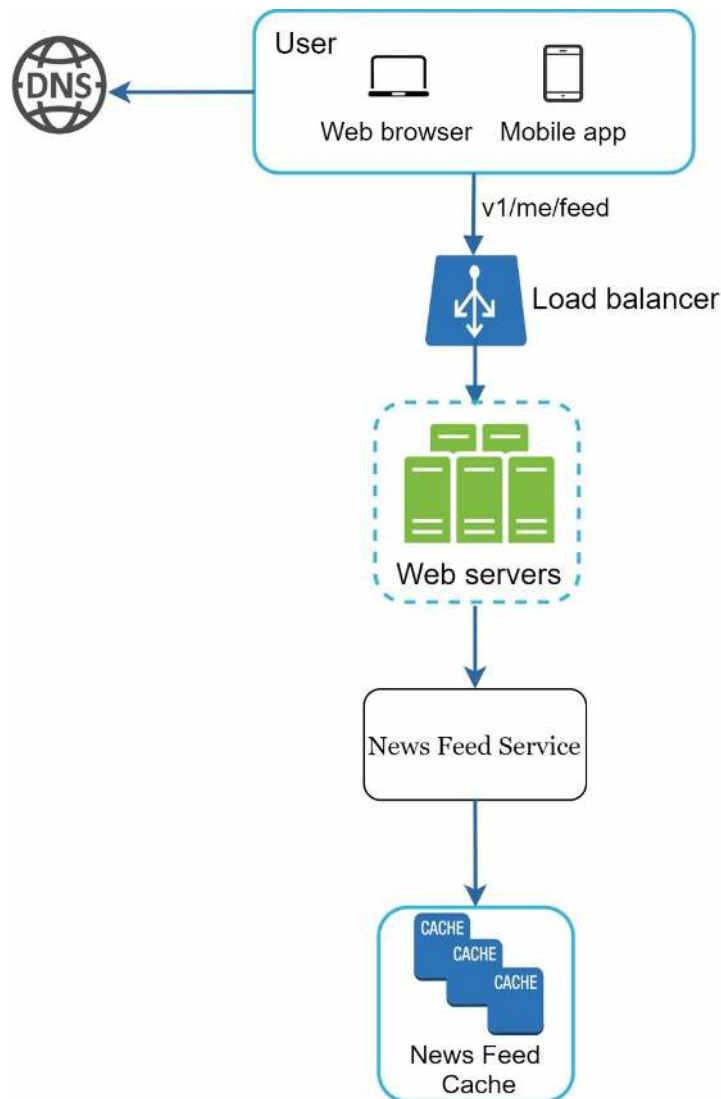 User
DNS
Web browser
Mobile app
v1/me/feed
Load balancer
Web servers
News Feed Service
CACHE
CACHE
CACHE
News Feed
Cache